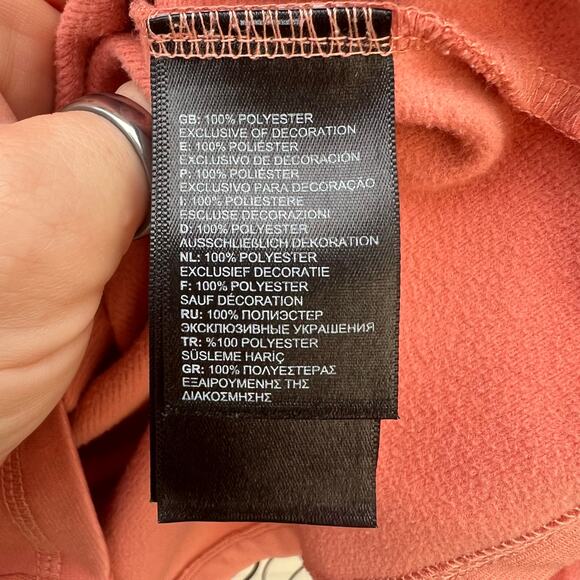 GB: 100% POLYESTER
EXCLUSIVE OF DECORATION
E: 100% POLIÉSTER
EXCLUSIVO DE DECORACIÓN
P: 100% POLIÉSTER
EXCLUSIVO PARA DECORAÇÃO
I: 100% POLIESTERE
ESCLUSE DECORAZIONI
D: 100% POLYESTER
AUSSCHLIEßLICH DEKORATION
NL: 100% POLYESTER
EXCLUSIEF DECORATIE
F: 100% POLYESTER
SAUF DÉCORATION
RU: 100% ПОЛИЭСТЕР
ЭКСКЛЮЗИВНЫЕ УКРАШЕНИЯ
TR: %100 POLYESTER
SÜSLEME HARİÇ
GR: 100% ΠΟΛΥΕΣΤΕΡΑΣ
ΕΞΑΙΡΟΥΜΕΝΗΣ ΤΗΣ
ΔΙΑΚΟΣΜΗΣΗΣ